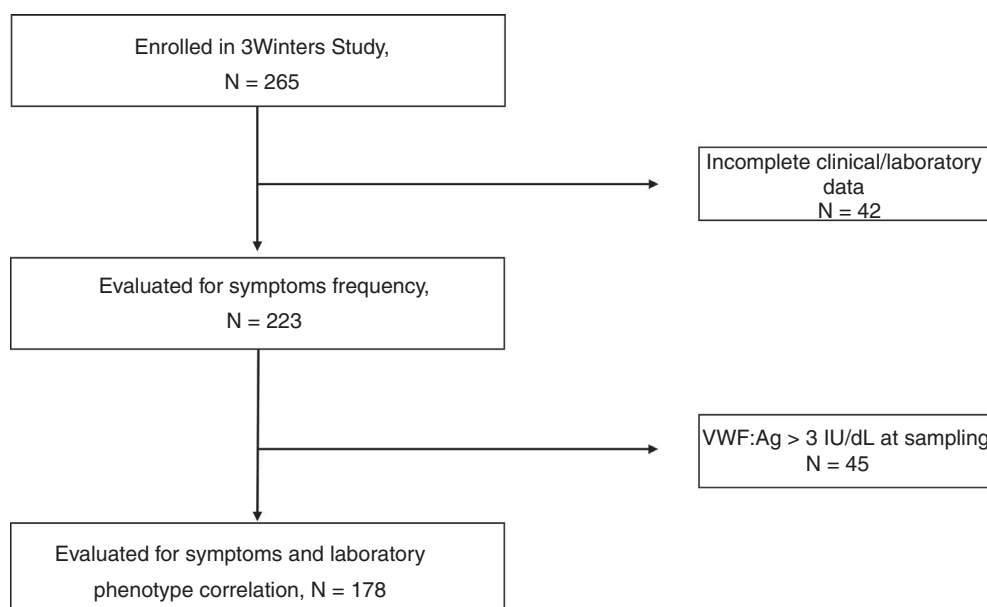 Enrolled in 3Winters Study,
N = 265
Incomplete clinical/laboratory
data
N = 42
Evaluated for symptoms frequency,
N = 223
VWF:Ag > 3 IU/dL at sampling
N = 45
Evaluated for symptoms and laboratory
phenotype correlation, N = 178